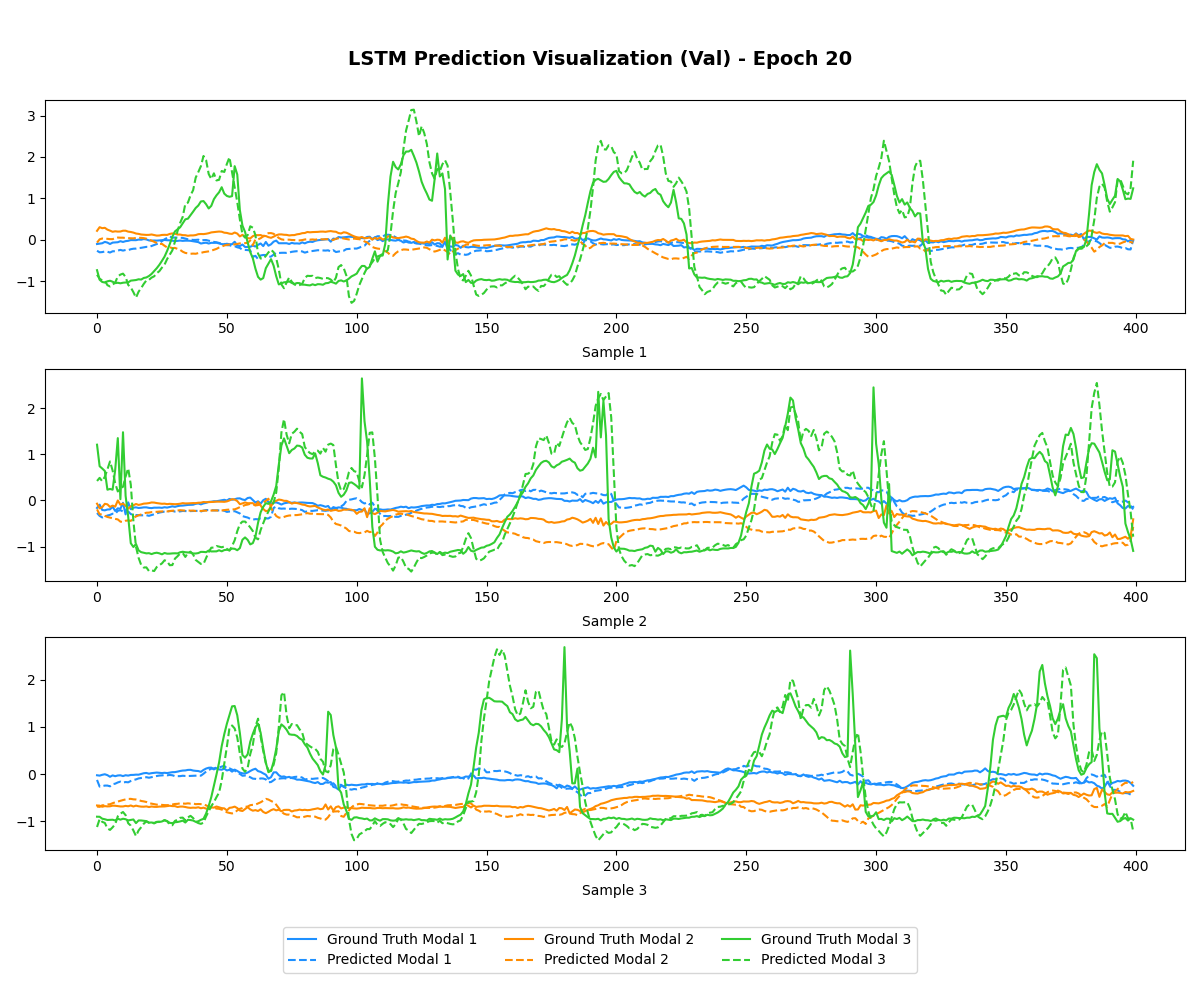 LSTM Prediction Visualization (Val) - Epoch 20
3
2
1
0
−1
0 50 100 150 200 250 300 350 400
Sample 1
2
1
0
−1
0 50 100 150 200 250 300 350 400
Sample 2
2
1
0
−1
0 50 100 150 200 250 300 350 400
Sample 3
Ground Truth Modal 1 Ground Truth Modal 2 Ground Truth Modal 3
Predicted Modal 1 Predicted Modal 2 Predicted Modal 3